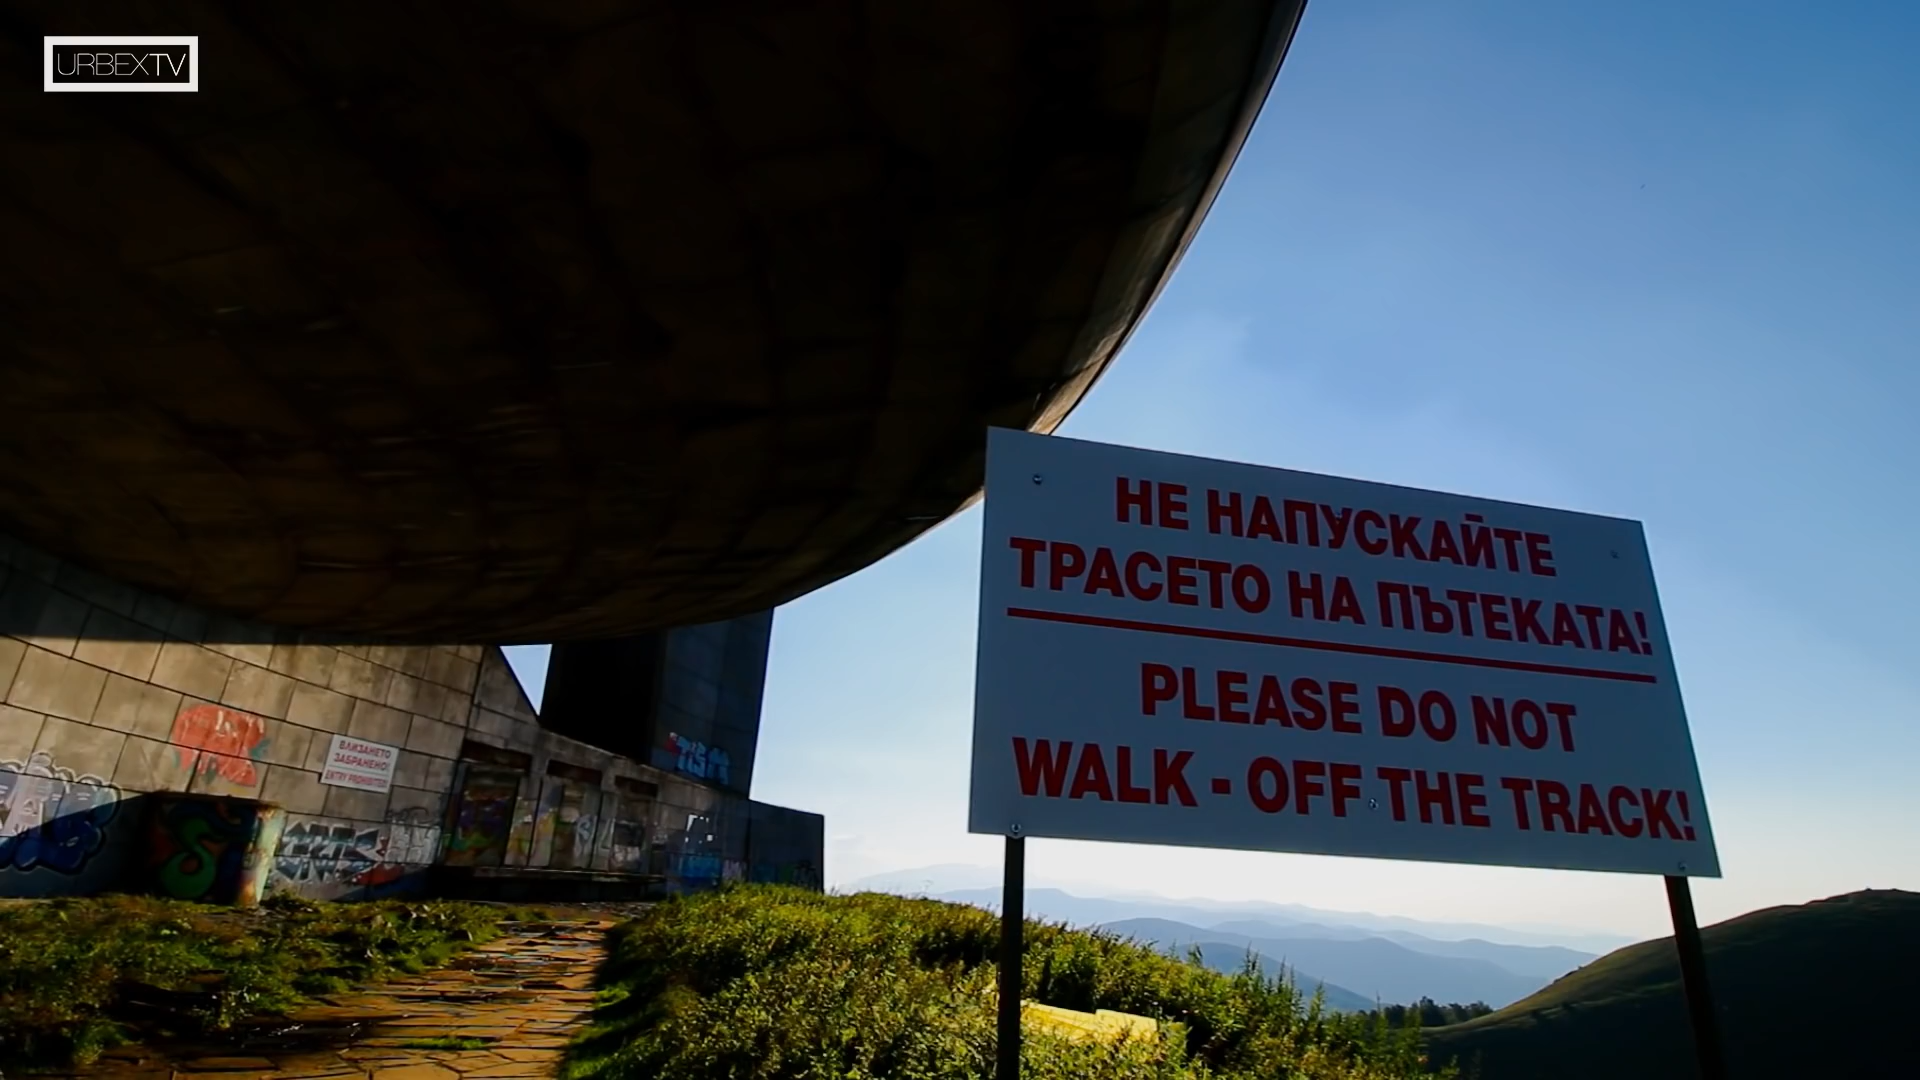 URBEXTV
НЕ НАПУСКАЙТЕ
ТРАСЕТО НА ПЪТЕКАТА!
PLEASE DO NOT
WALK - OFF THE TRACK!
ВЛИЗАНЕТО
ЗАБРАНЕНО!
ENTRY PROHIBITED!